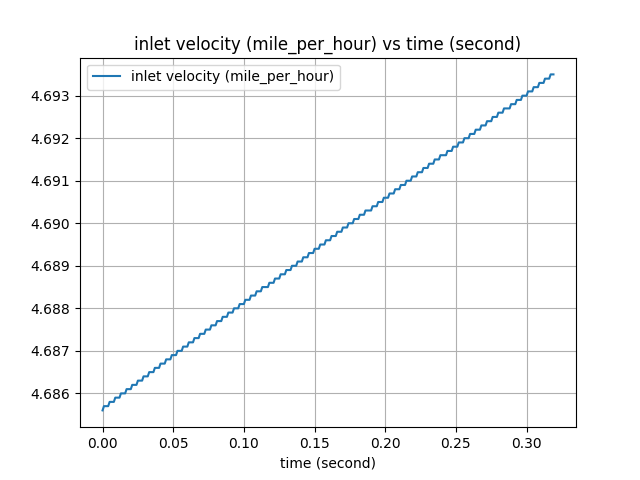 inlet velocity (mile_per_hour) vs time (second)
inlet velocity (mile_per_hour)
4.693
4.692
4.691
4.690
4.689
4.688
4.687
4.686
0.00 0.05 0.10 0.15 0.20 0.25 0.30
time (second)